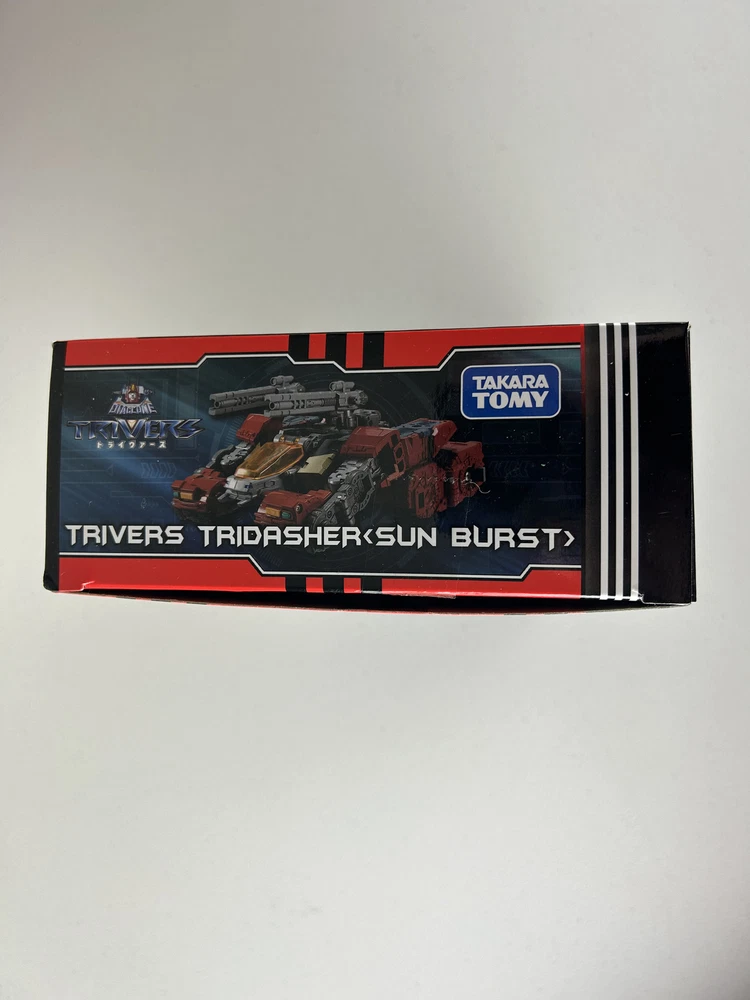 DIACLONE
TRIVERS
トライヴァース
TAKARA
TOMY
TRIVERS TRIDASHER<SUN BURST>